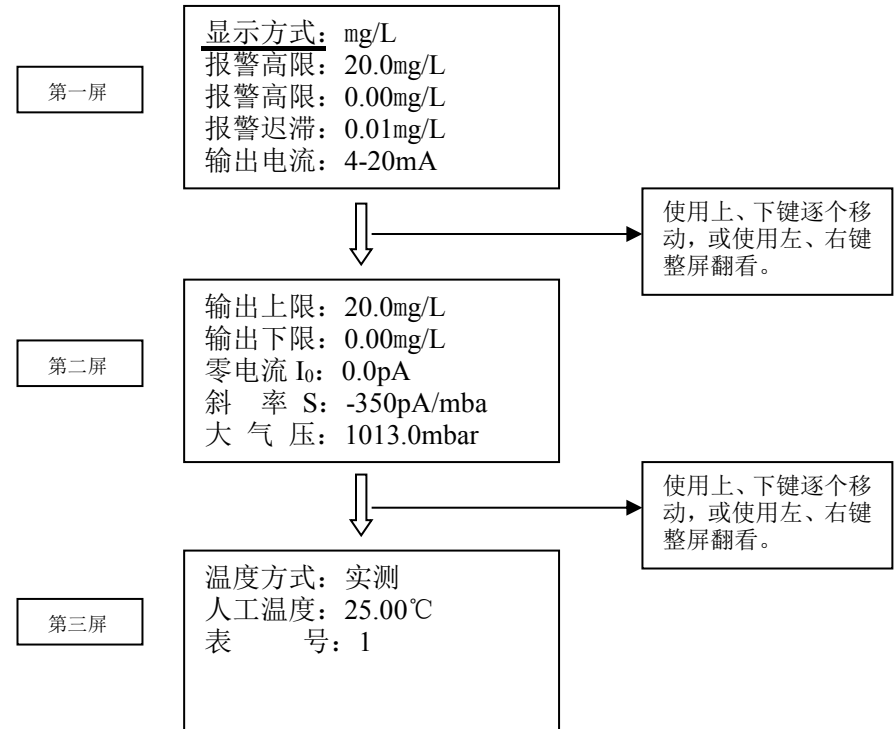 显示方式：mg/L
报警高限：20.0mg/L
报警高限：0.00mg/L
报警迟滞：0.01mg/L
输出电流：4-20mA
第一屏
使用上、下键逐个移
动，或使用左、右键
整屏翻看。
输出上限：20.0mg/L
输出下限：0.00mg/L
零电流 I₀：0.0pA
斜 率 S：-350pA/mba
大 气 压：1013.0mbar
第二屏
使用上、下键逐个移
动，或使用左、右键
整屏翻看。
温度方式：实测
人工温度：25.00℃
表 号：1
第三屏